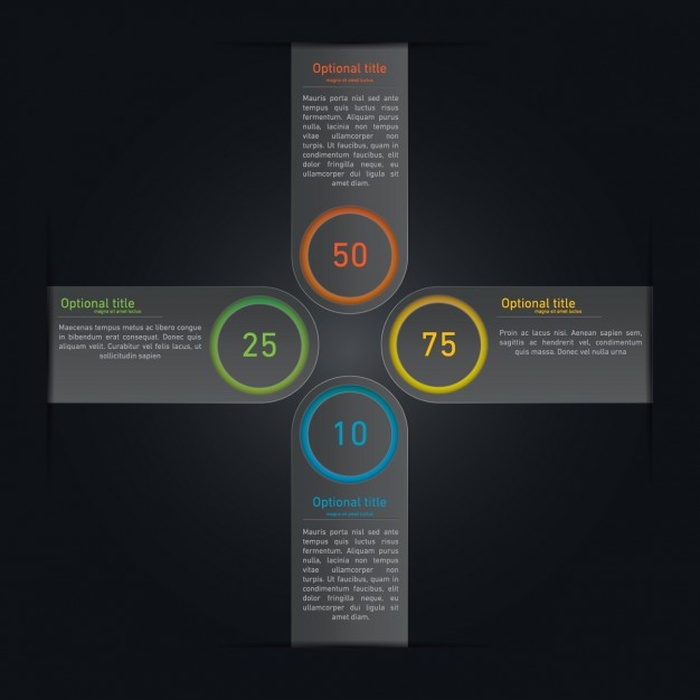 Optional title
magna sit amet luctus
Mauris porta nisl sed ante
tempus quis luctus risus
fermentum. Aliquam praesent
nulla, lacinia non tempus
vitae ullamcorper non
turpis. Ut faucibus, quam in
condimentum faucibus, elit
dolor fringilla neque, eu
ullamcorper dui ligula sit
amet diam.
50
Optional title
magna sit amet luctus
Maecenas tempus metus ac libero congue
in bibendum erat consequat. Donec quis
aliquam velit. Curabitur vel felis lacus, ut
sollicitudin sapien
25
75
Optional title
magna sit amet luctus
Proin ac lacus nisi. Aenean sapien sem,
sagittis ac hendrerit vel, consectetur
quis massa. Donec vel nulla urna
10
Optional title
magna sit amet luctus
Mauris porta nisl sed ante
tempus quis luctus risus
fermentum. Aliquam praesent
nulla, lacinia non tempus
vitae ullamcorper non
turpis. Ut faucibus, quam in
condimentum faucibus, elit
dolor fringilla neque, eu
ullamcorper dui ligula sit
amet diam.